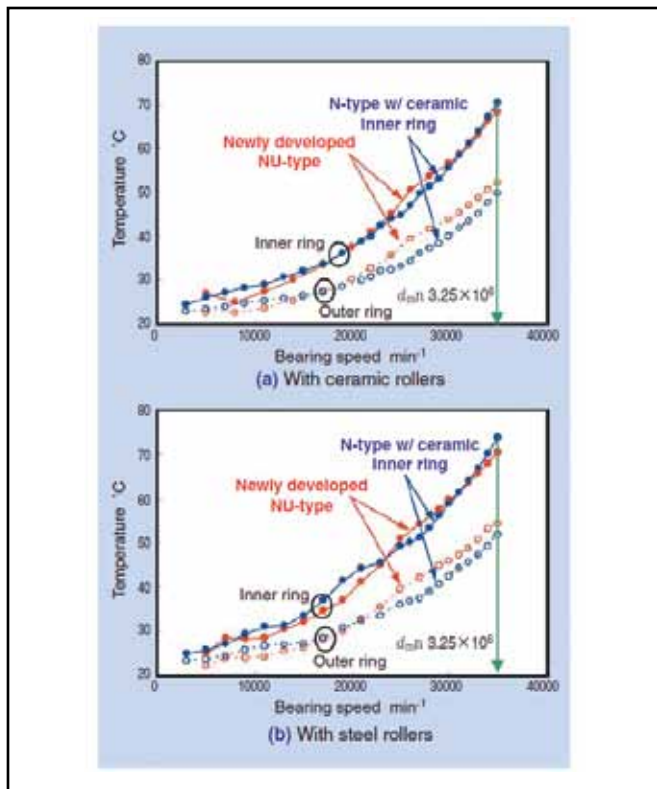 80
70
60
50
40
30
20
Temperature ˚C
N-type w/ ceramic
Inner ring
Newly developed
NU-type
Inner ring
Outer ring
dmn 3.25×10⁶
0 10000 20000 30000 40000
Bearing speed min⁻¹
(a) With ceramic rollers
80
70
60
50
40
30
20
Temperature ˚C
N-type w/ ceramic
Inner ring
Newly developed
NU-type
Inner ring
Outer ring
dmn 3.25×10⁶
0 10000 20000 30000 40000
Bearing speed min⁻¹
(b) With steel rollers